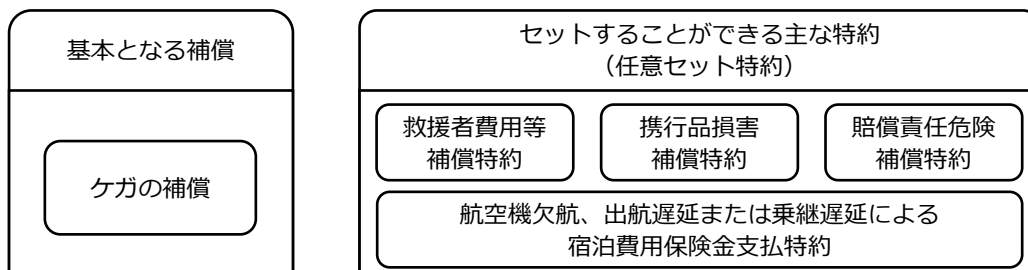 基本となる補償
ケガの補償
セットすることができる主な特約
（任意セット特約）
救援者費用等
補償特約
携行品損害
補償特約
賠償責任危険
補償特約
航空機欠航、出航遅延または乗継遅延による
宿泊費用保険金支払特約